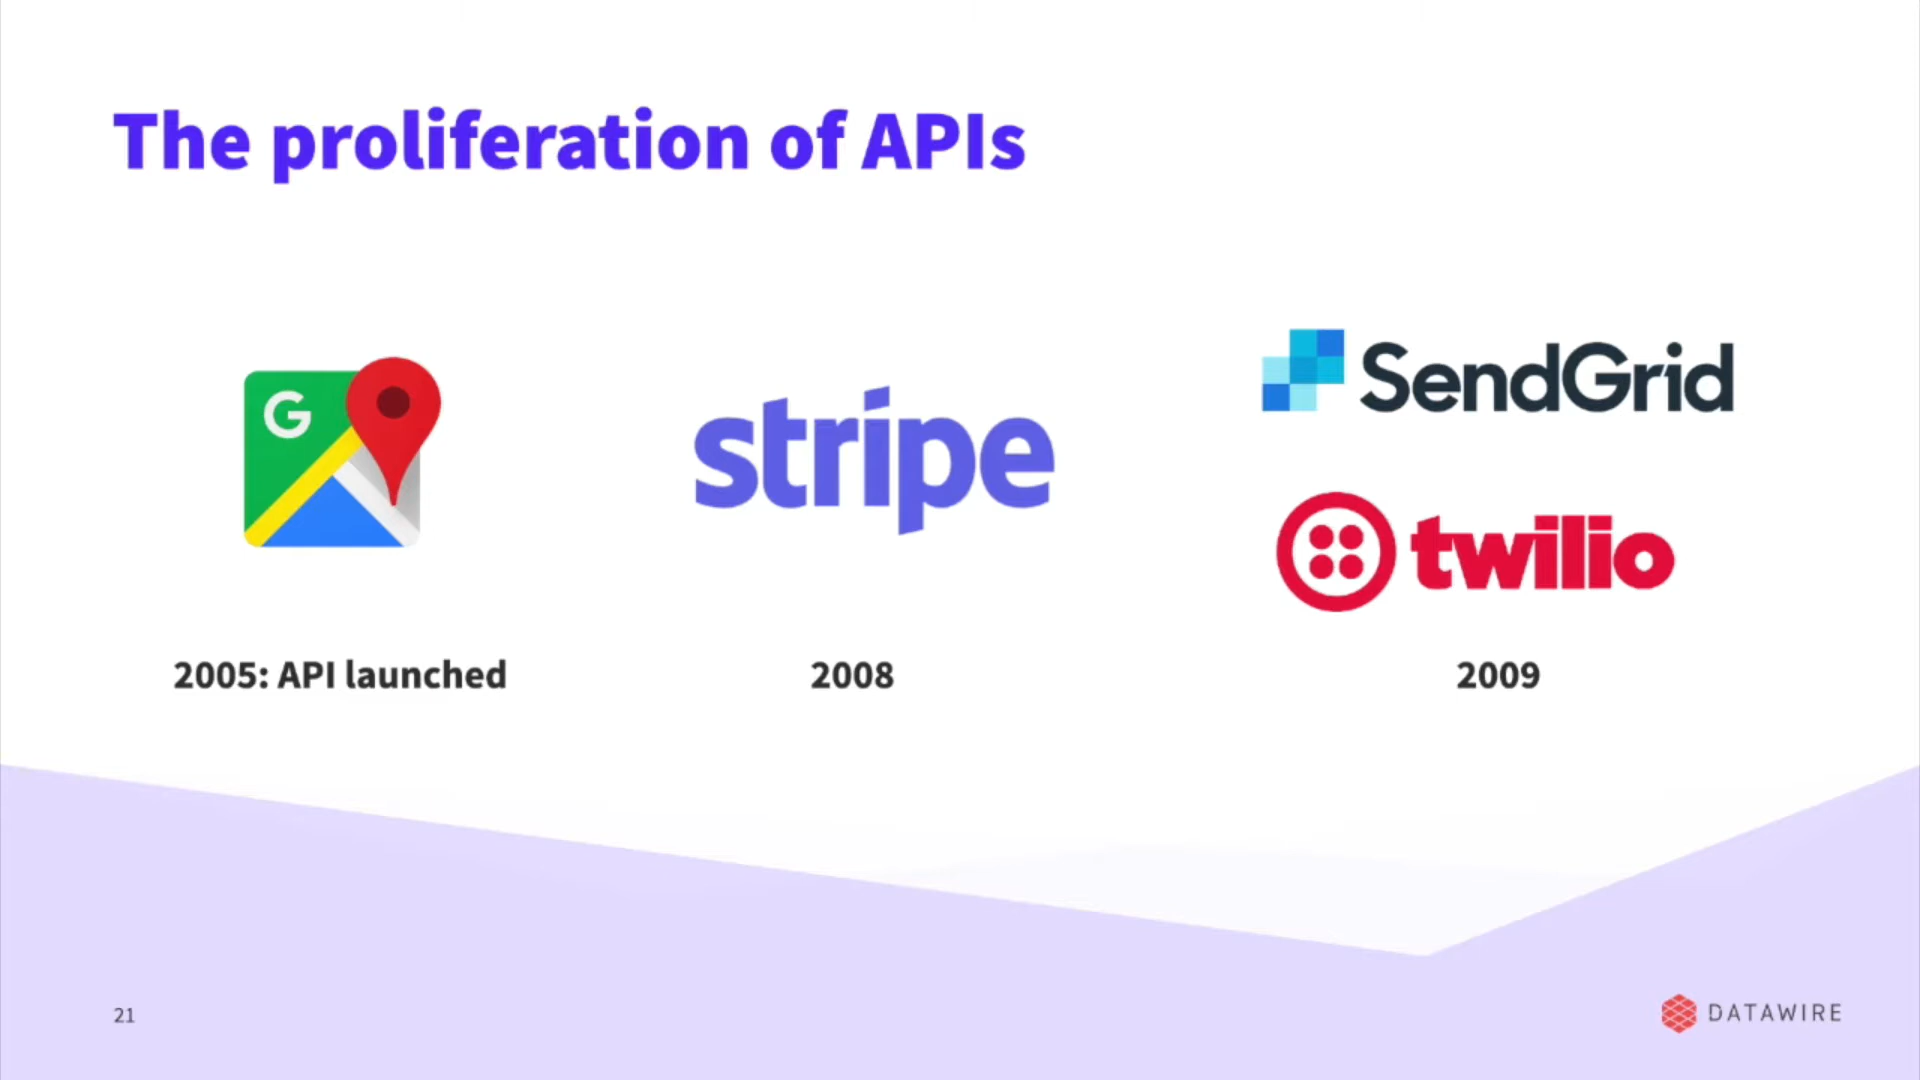 The proliferation of APIs
G
stripe
SendGrid
twilio
2005: API launched
2008
2009
21
DATAWIRE